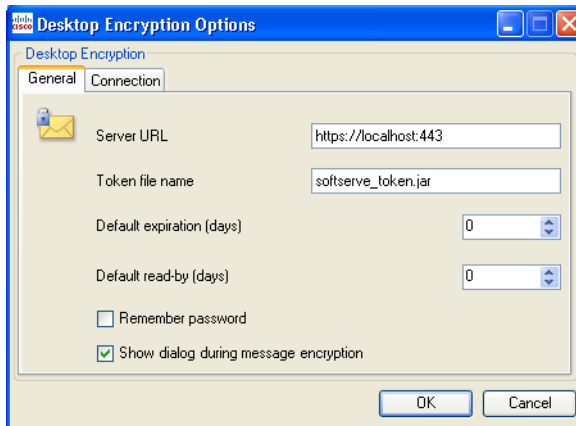 cisco Desktop Encryption Options
Desktop Encryption
General Connection
Server URL https://localhost:443
Token file name softserve_token.jar
Default expiration (days) 0
Default read-by (days) 0
Remember password
Show dialog during message encryption
OK Cancel